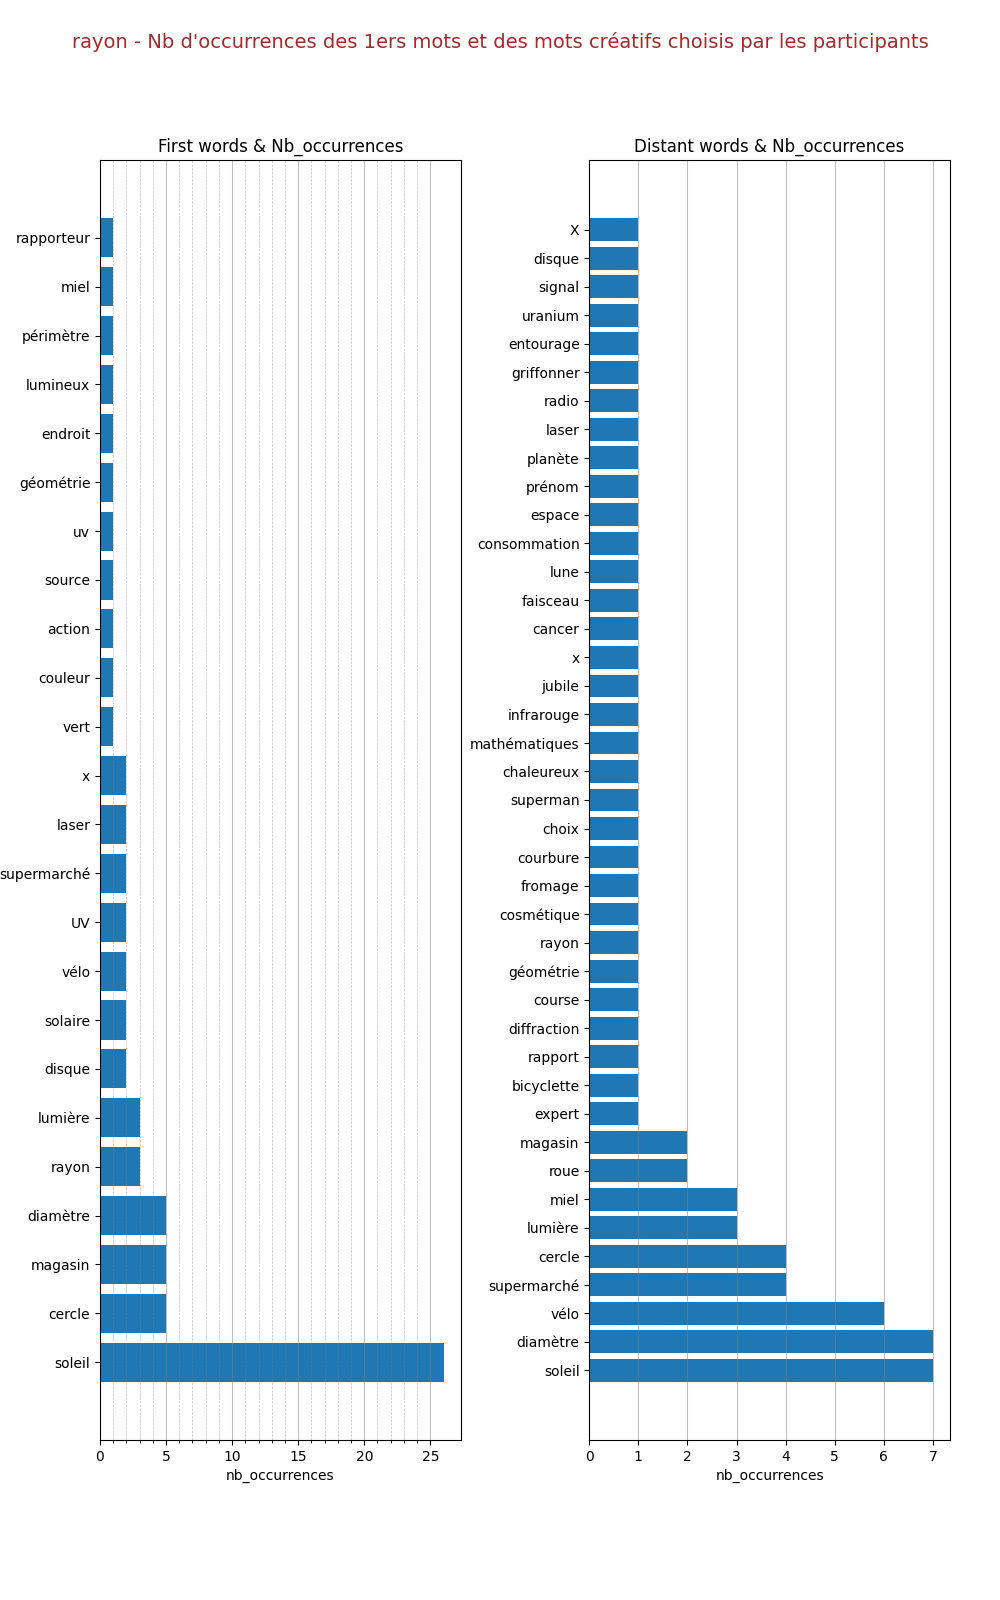 rayon - Nb d'occurrences des 1ers mots et des mots créatifs choisis par les participants
First words & Nb_occurrences
rapporteur
miel
périmètre
lumineux
endroit
géométrie
uv
source
action
couleur
vert
x
laser
supermarché
UV
vélo
solaire
disque
lumière
rayon
diamètre
magasin
cercle
soleil
0 5 10 15 20 25
nb_occurrences
Distant words & Nb_occurrences
X
disque
signal
uranium
entourage
griffonner
radio
laser
planète
prénom
espace
consommation
lune
faisceau
cancer
x
jubile
infrarouge
mathématiques
chaleureux
superman
choix
courbure
fromage
cosmétique
rayon
géométrie
course
diffraction
rapport
bicyclette
expert
magasin
roue
miel
lumière
cercle
supermarché
vélo
diamètre
soleil
0 1 2 3 4 5 6 7
nb_occurrences